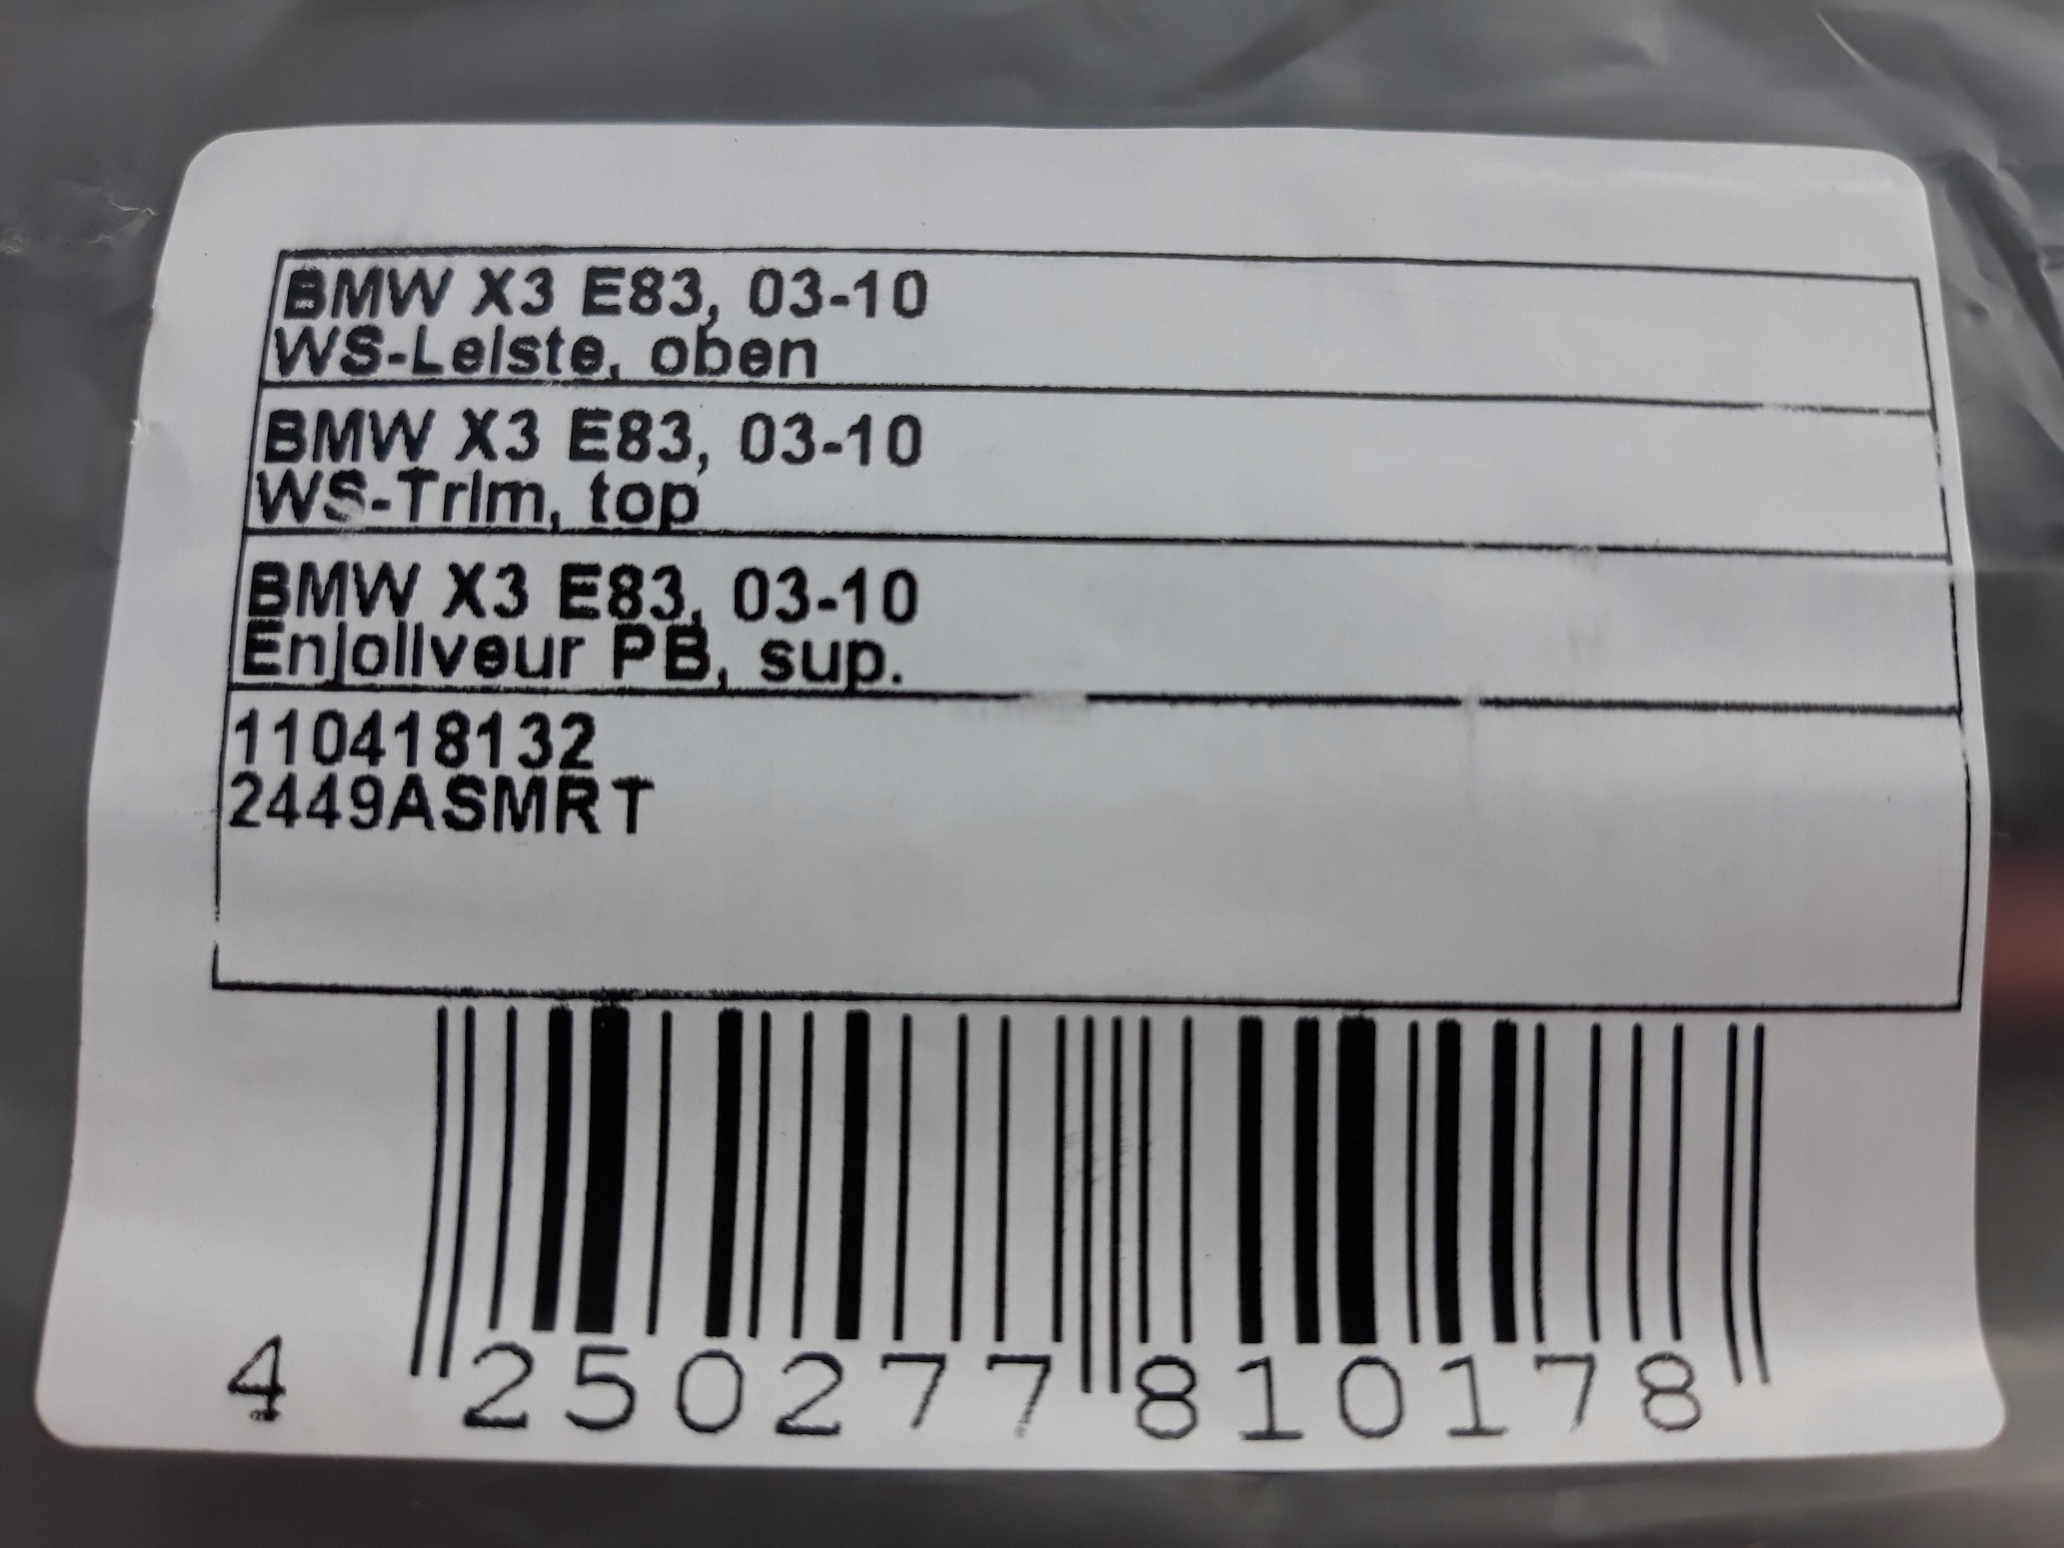 BMW X3 E83, 03-10
WS-Leiste, oben
BMW X3 E83, 03-10
WS-Trim, top
BMW X3 E83, 03-10
Enjoliveur PB, sup.
110418132
2449ASMRT
4 250277 810178